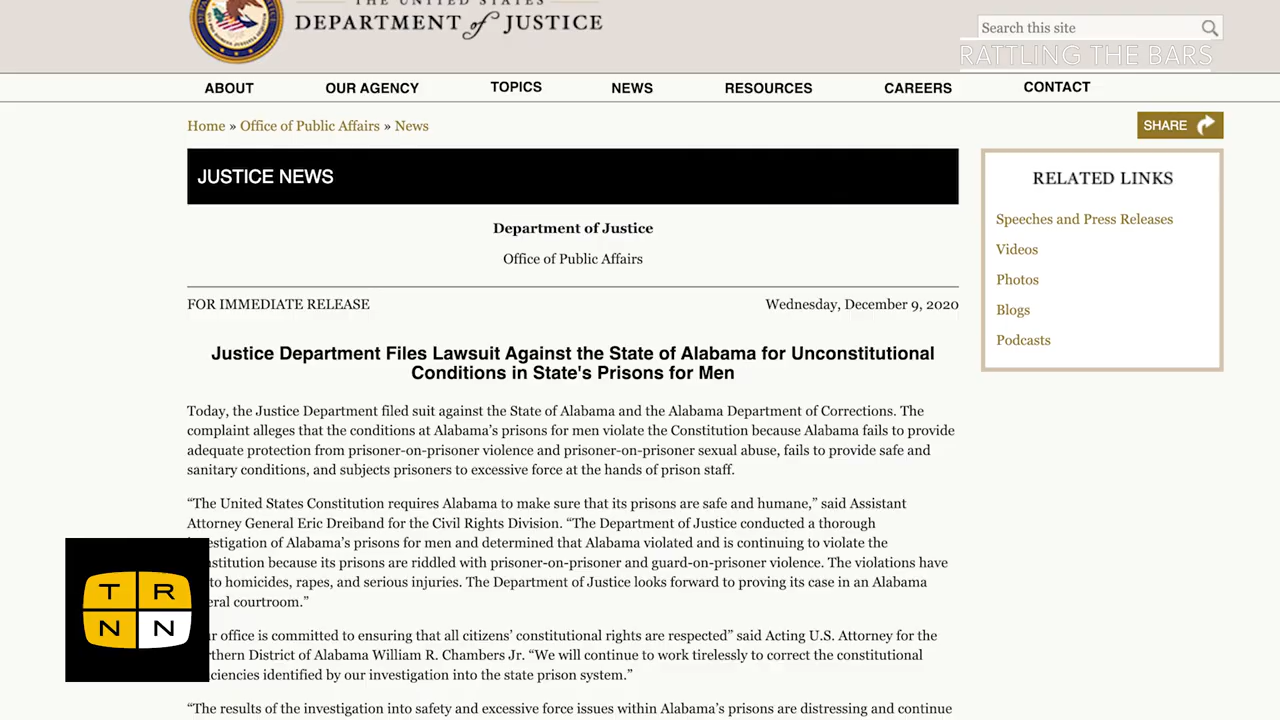 THE UNITED STATES
DEPARTMENT of JUSTICE
Search this site
RATTLING THE BARS
ABOUT OUR AGENCY TOPICS NEWS RESOURCES CAREERS CONTACT
Home » Office of Public Affairs » News
SHARE
JUSTICE NEWS
RELATED LINKS
Speeches and Press Releases
Videos
Photos
Blogs
Podcasts
Department of Justice
Office of Public Affairs
FOR IMMEDIATE RELEASE Wednesday, December 9, 2020
Justice Department Files Lawsuit Against the State of Alabama for Unconstitutional
Conditions in State's Prisons for Men
Today, the Justice Department filed suit against the State of Alabama and the Alabama Department of Corrections. The
complaint alleges that the conditions at Alabama’s prisons for men violate the Constitution because Alabama fails to provide
adequate protection from prisoner-on-prisoner violence and prisoner-on-prisoner sexual abuse, fails to provide safe and
sanitary conditions, and subjects prisoners to excessive force at the hands of prison staff.
“The United States Constitution requires Alabama to make sure that its prisons are safe and humane,” said Assistant
Attorney General Eric Dreiband for the Civil Rights Division. “The Department of Justice conducted a thorough
of Alabama’s prisons for men and determined that Alabama violated and is continuing to violate the
because its prisons are riddled with prisoner-on-prisoner and guard-on-prisoner violence. The violations have
to homicides, rapes, and serious injuries. The Department of Justice looks forward to proving its case in an Alabama
courtroom.”
office is committed to ensuring that all citizens’ constitutional rights are respected” said Acting U.S. Attorney for the
District of Alabama William R. Chambers Jr. “We will continue to work tirelessly to correct the constitutional
identified by our investigation into the state prison system.”
“The results of the investigation into safety and excessive force issues within Alabama’s prisons are distressing and continue
T R
N N